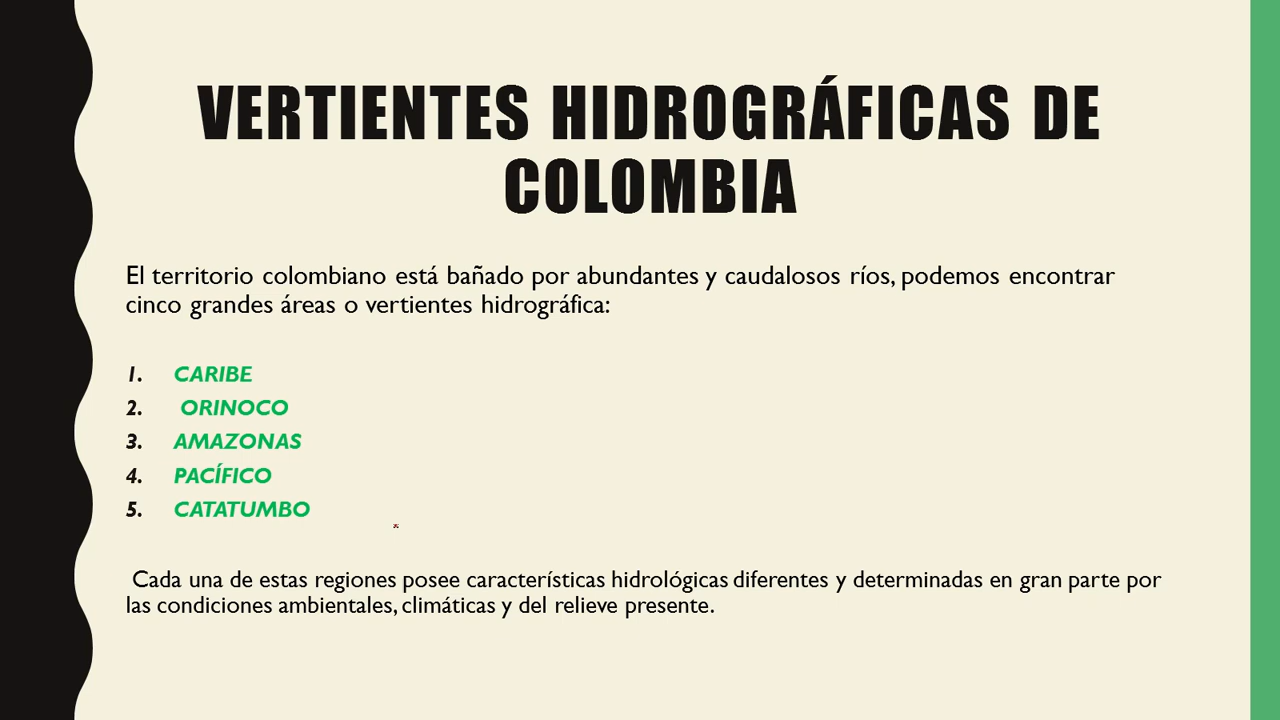 VERTIENTES HIDROGRÁFICAS DE
COLOMBIA
El territorio colombiano está bañado por abundantes y caudalosos ríos, podemos encontrar
cinco grandes áreas o vertientes hidrográfica:
1. CARIBE
2. ORINOCO
3. AMAZONAS
4. PACÍFICO
5. CATATUMBO
Cada una de estas regiones posee características hidrológicas diferentes y determinadas en gran parte por
las condiciones ambientales, climáticas y del relieve presente.